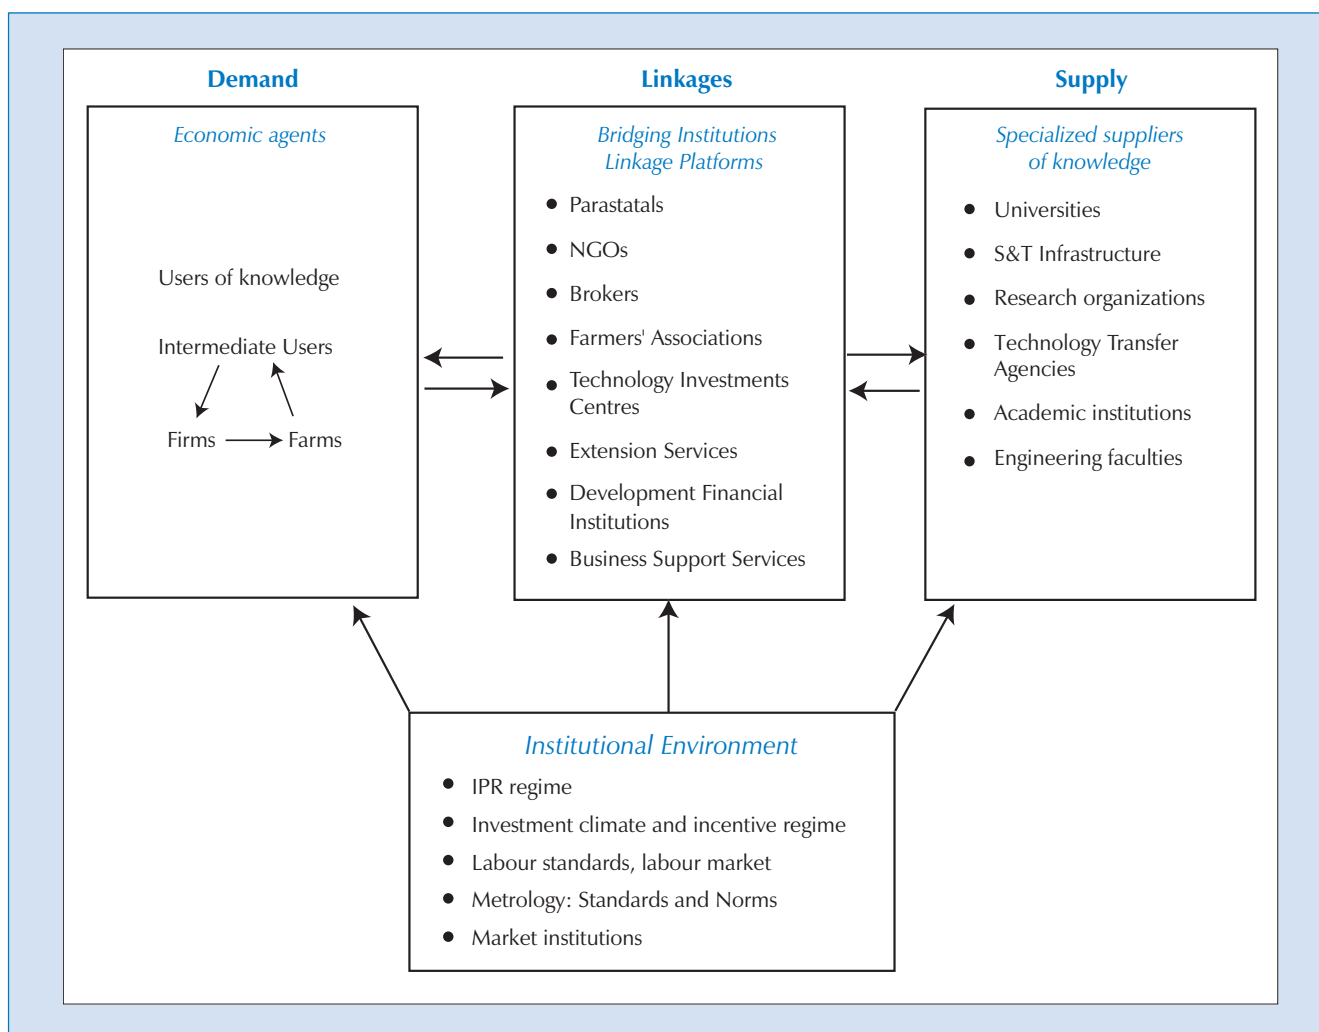 Demand
Economic agents
Users of knowledge
Intermediate Users
Firms
Farms
Linkages
Bridging Institutions
Linkage Platforms
Parastatals
NGOs
Brokers
Farmers' Associations
Technology Investments
Centres
Extension Services
Development Financial
Institutions
Business Support Services
Supply
Specialized suppliers
of knowledge
Universities
S&T Infrastructure
Research organizations
Technology Transfer
Agencies
Academic institutions
Engineering faculties
Institutional Environment
IPR regime
Investment climate and incentive regime
Labour standards, labour market
Metrology: Standards and Norms
Market institutions